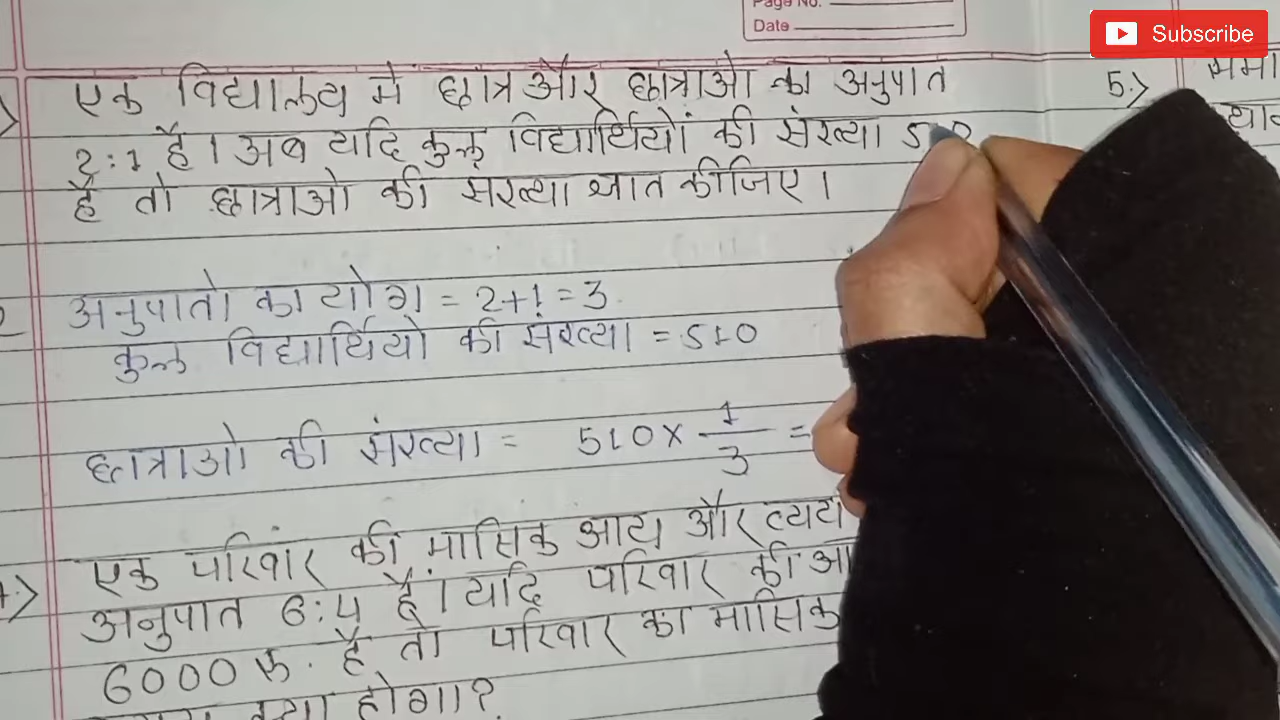 Page No.
Date
Subscribe
एक विद्यालय मे छात्र और छात्राओ का अनुपात
2:1 है। अब यदि कुल विद्यार्थियों की संख्या 510
है तो छात्राओ की संख्या ज्ञात कीजिए।
अनुपातो का योग = 2+1 = 3
कुल विद्यार्थियो की संख्या = 510
छात्राओ की संख्या = 510 × 1/3 =
एक परिवार की मासिक आय और व्यय
अनुपात 6:4 है। यदि परिवार की आ
6000 रु. है तो परिवार का मासिक
क्या होगा?
5.)